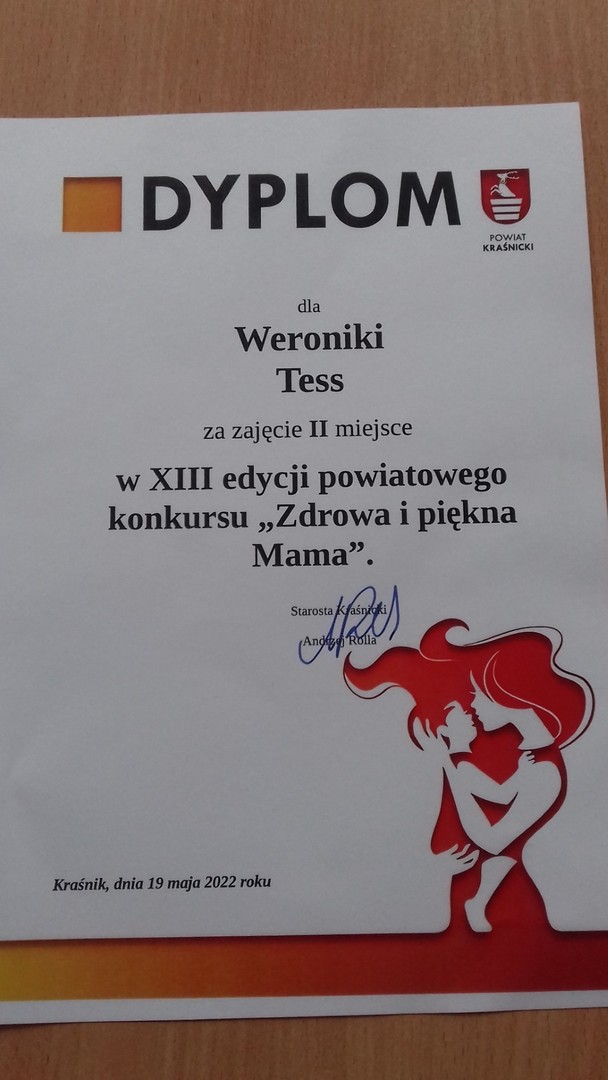 DYPLOM
POWIAT
KRAŚNICKI
dla
Weroniki
Tess
za zajęcie II miejsce
w XIII edycji powiatowego
konkursu „Zdrowa i piękna
Mama”.
Starosta Kraśnicki
Andrzej Rolla
Kraśnik, dnia 19 maja 2022 roku